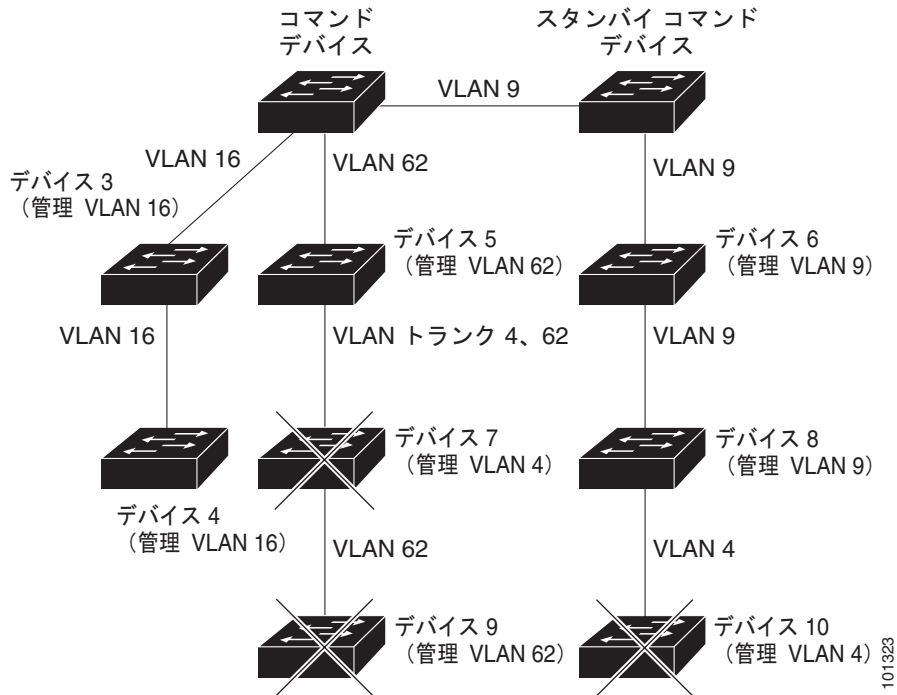 コマンド
デバイス
スタンバイ コマンド
デバイス
VLAN 9
VLAN 16
VLAN 62
VLAN 9
デバイス 3
（管理 VLAN 16）
デバイス 5
（管理 VLAN 62）
デバイス 6
（管理 VLAN 9）
VLAN 16
VLAN トランク 4、62
VLAN 9
デバイス 7
（管理 VLAN 4）
デバイス 8
（管理 VLAN 9）
デバイス 4
（管理 VLAN 16）
VLAN 62
VLAN 4
デバイス 9
（管理 VLAN 62）
デバイス 10
（管理 VLAN 4）
101323